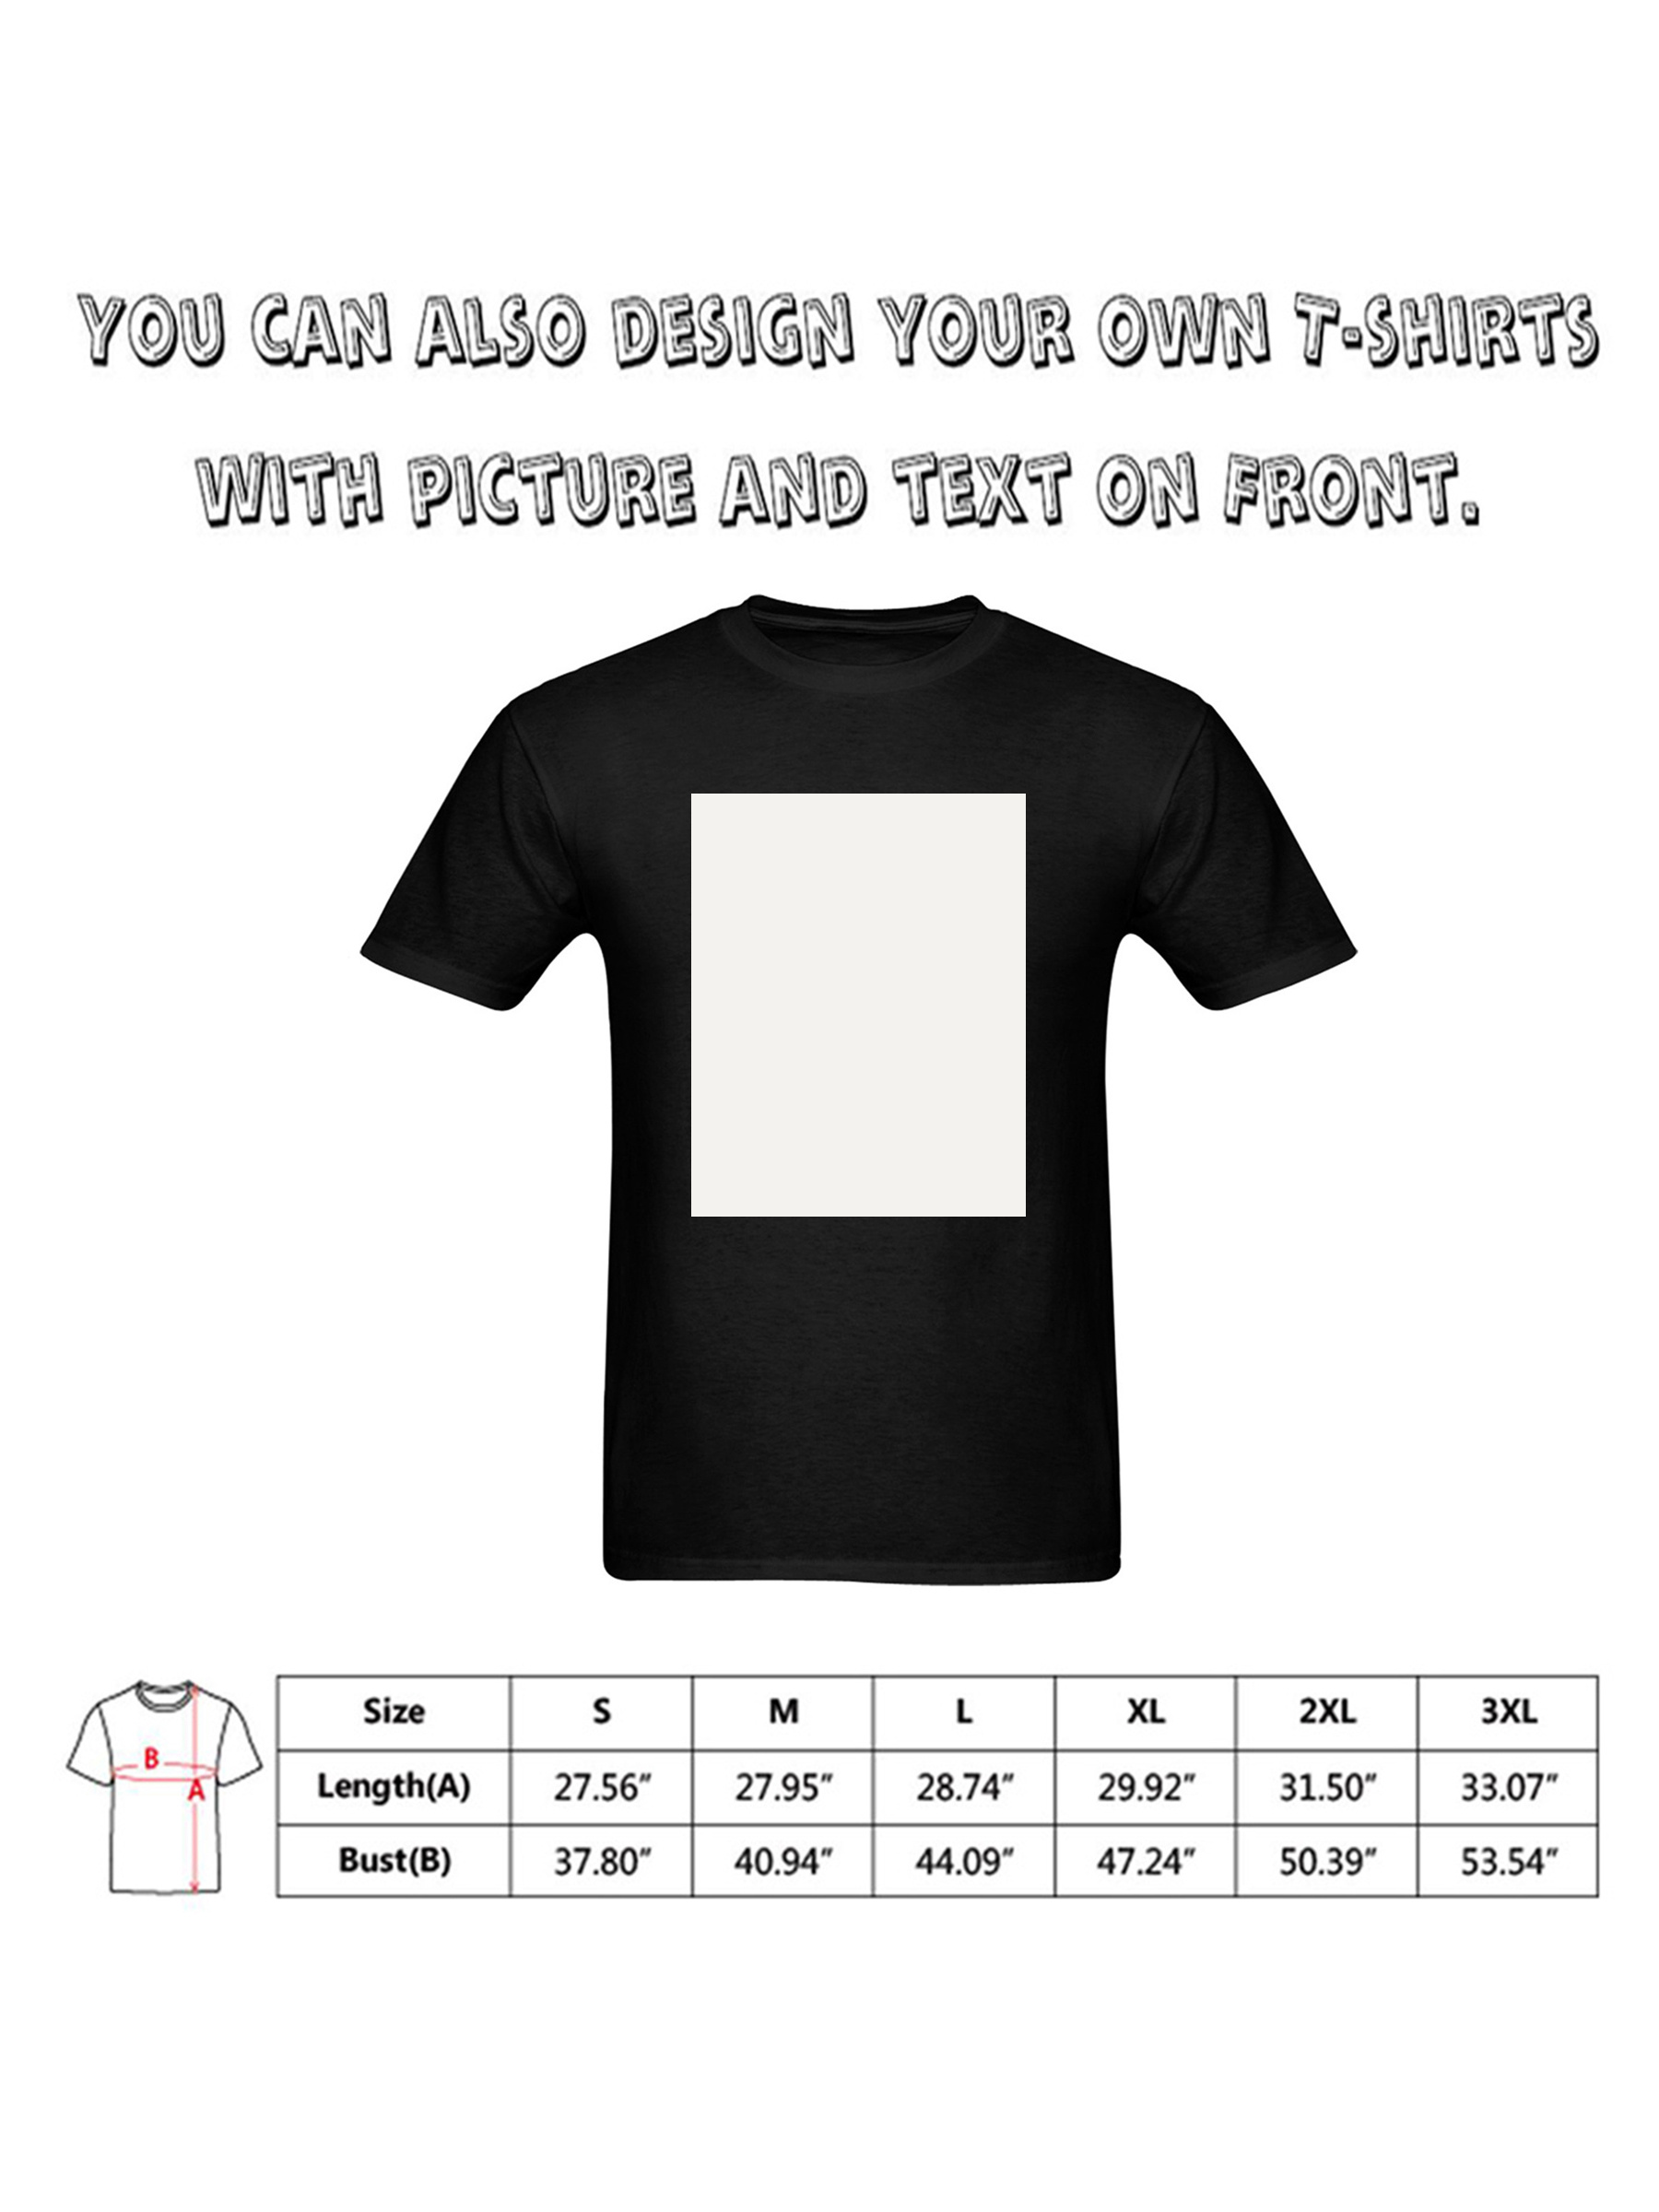 YOU CAN ALSO DESIGN YOUR OWN T-SHIRTS
WITH PICTURE AND TEXT ON FRONT.
B
A
Size S M L XL 2XL 3XL
Length(A) 27.56″ 27.95″ 28.74″ 29.92″ 31.50″ 33.07″
Bust(B) 37.80″ 40.94″ 44.09″ 47.24″ 50.39″ 53.54″